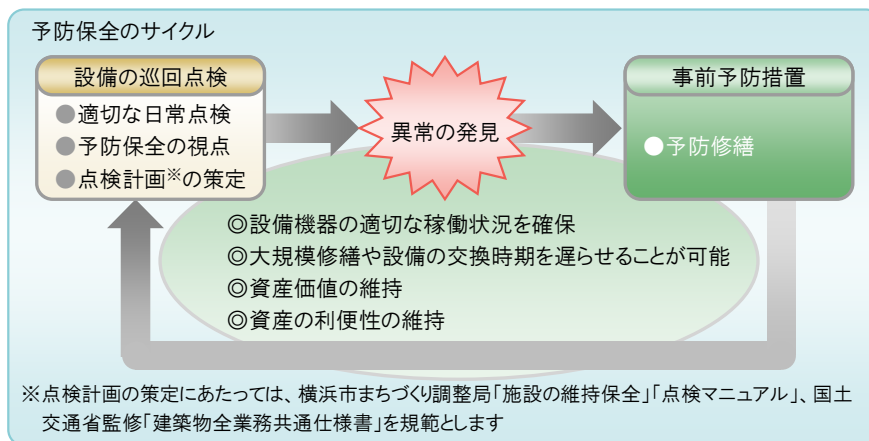 予防保全のサイクル
設備の巡回点検
●適切な日常点検
●予防保全の視点
●点検計画※の策定
異常の発見
事前予防措置
●予防修繕
◎設備機器の適切な稼働状況を確保
◎大規模修繕や設備の交換時期を遅らせることが可能
◎資産価値の維持
◎資産の利便性の維持
※点検計画の策定にあたっては、横浜市まちづくり調整局「施設の維持保全」「点検マニュアル」、国土
交通省監修「建築物全業務共通仕様書」を規範とします